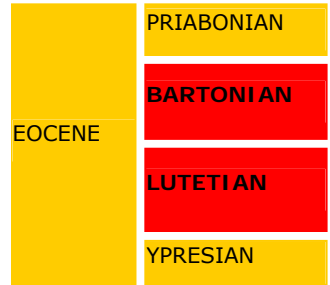 PRIABONIAN
BARTONIAN
EOCENE
LUTETIAN
YPRESIAN